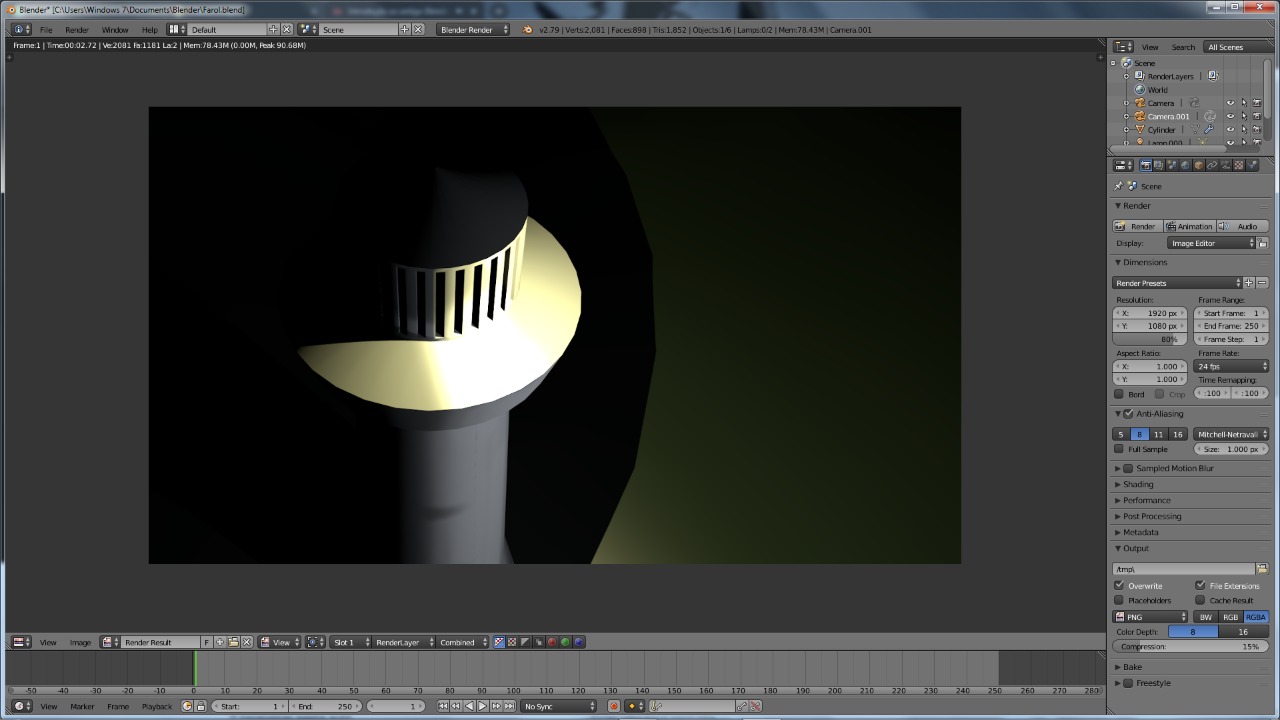 Blender* [C:\Users\Windows 7\Documents\Blender\Farol.blend]
File Render Window Help Default Scene Blender Render v2.79 | Verts:2,081 | Faces:898 | Tris:1,852 | Objects:1/6 | Lamps:0/2 | Mem:78.43M | Camera.001
Frame:1 | Time:00:02.72 | Ve:2081 Fa:1181 La:2 | Mem:78.43M (0.00M, Peak 90.68M)
View Search All Scenes
Scene
RenderLayers
World
Camera
Camera.001
Cylinder
Lamp.000
Scene
Render
Render Animation Audio
Display: Image Editor
Dimensions
Render Presets
Resolution: Frame Range:
X: 1920 px Start Frame: 1
Y: 1080 px End Frame: 250
80% Frame Step: 1
Aspect Ratio: Frame Rate:
X: 1.000 24 fps
Y: 1.000 Time Remapping:
Bord Crop :100 :100
Anti-Aliasing
5 8 11 16 Mitchell-Netravali
Full Sample Size: 1.000 px
Sampled Motion Blur
Shading
Performance
Post Processing
Metadata
Output
/tmp\
Overwrite File Extensions
Placeholders Cache Result
PNG BW RGB RGBA
Color Depth: 8 16
Compression: 15%
Bake
Freestyle
View Image Render Result F View Slot 1 RenderLayer Combined
-50 -40 -30 -20 -10 0 10 20 30 40 50 60 70 80 90 100 110 120 130 140 150 160 170 180 190 200 210 220 230 240 250 260 270 280
View Marker Frame Playback Start: 1 End: 250 1 No Sync